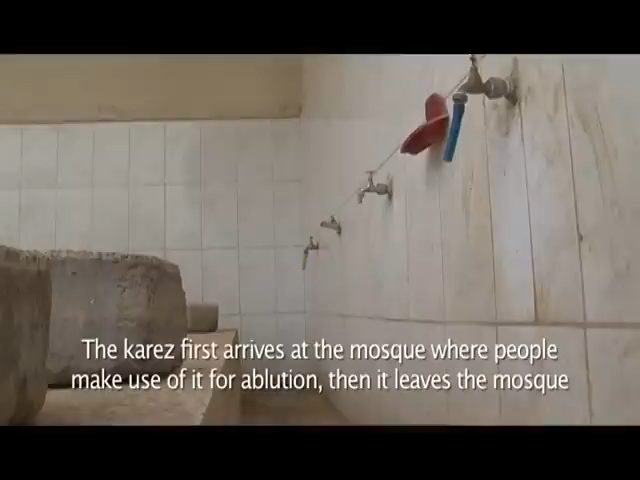 The karez first arrives at the mosque where people
make use of it for ablution, then it leaves the mosque